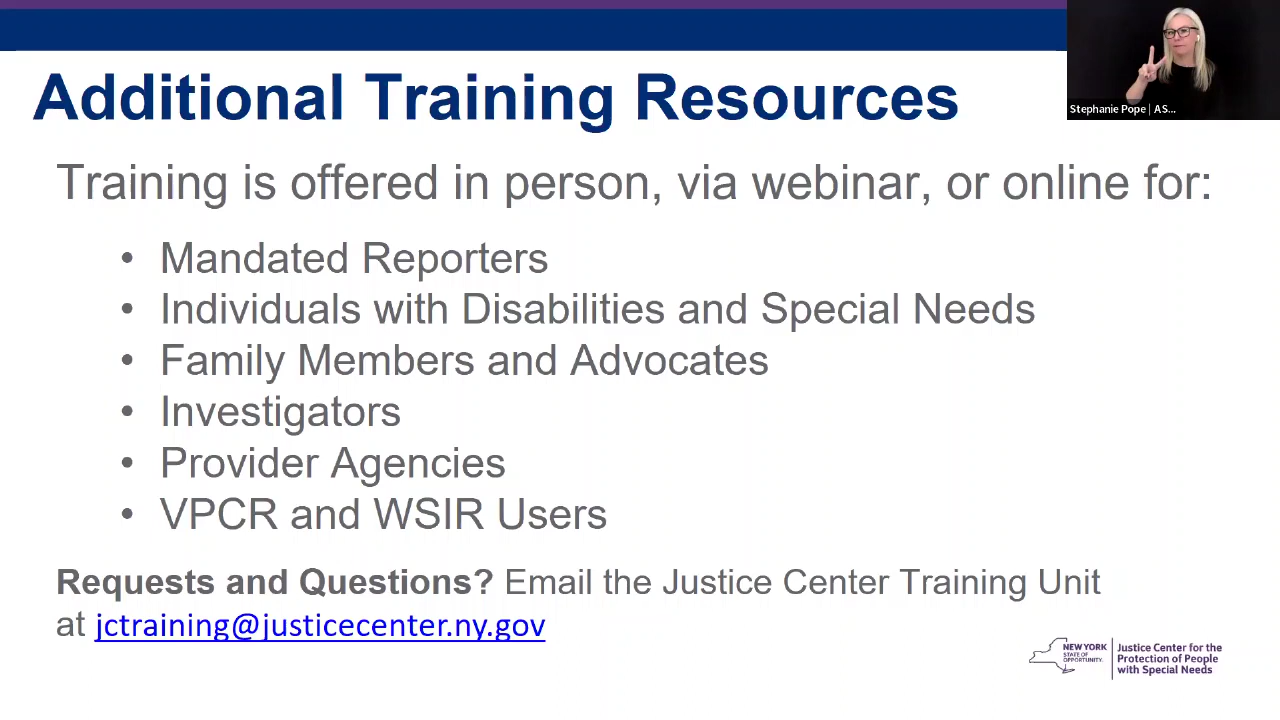 Additional Training Resources
Stephanie Pope | AS...
Training is offered in person, via webinar, or online for:
• Mandated Reporters
• Individuals with Disabilities and Special Needs
• Family Members and Advocates
• Investigators
• Provider Agencies
• VPCR and WSIR Users
Requests and Questions? Email the Justice Center Training Unit
at jctraining@justicecenter.ny.gov
NEW YORK
STATE OF
OPPORTUNITY.
Justice Center for the
Protection of People
with Special Needs